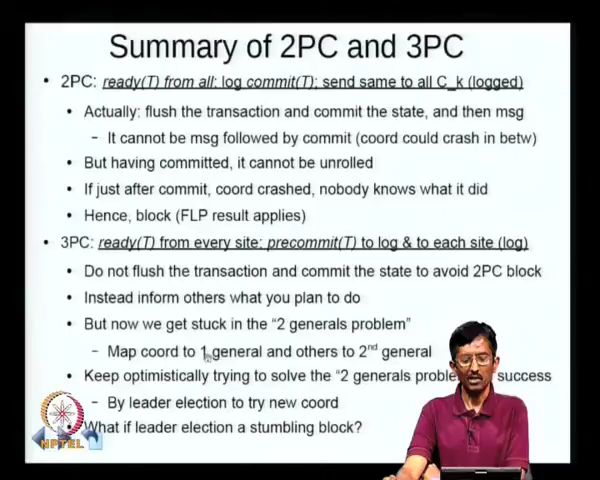 Summary of 2PC and 3PC
• 2PC: ready(T) from all: log commit(T); send same to all C_k (logged)
• Actually: flush the transaction and commit the state, and then msg
– It cannot be msg followed by commit (coord could crash in betw)
• But having committed, it cannot be unrolled
• If just after commit, coord crashed, nobody knows what it did
• Hence, block (FLP result applies)
• 3PC: ready(T) from every site: precommit(T) to log & to each site (log)
• Do not flush the transaction and commit the state to avoid 2PC block
• Instead inform others what you plan to do
• But now we get stuck in the "2 generals problem"
– Map coord to 1 general and others to 2nd general
• Keep optimistically trying to solve the "2 generals success
– By leader election to try new coord
What if leader election a stumbling block?
NPTEL